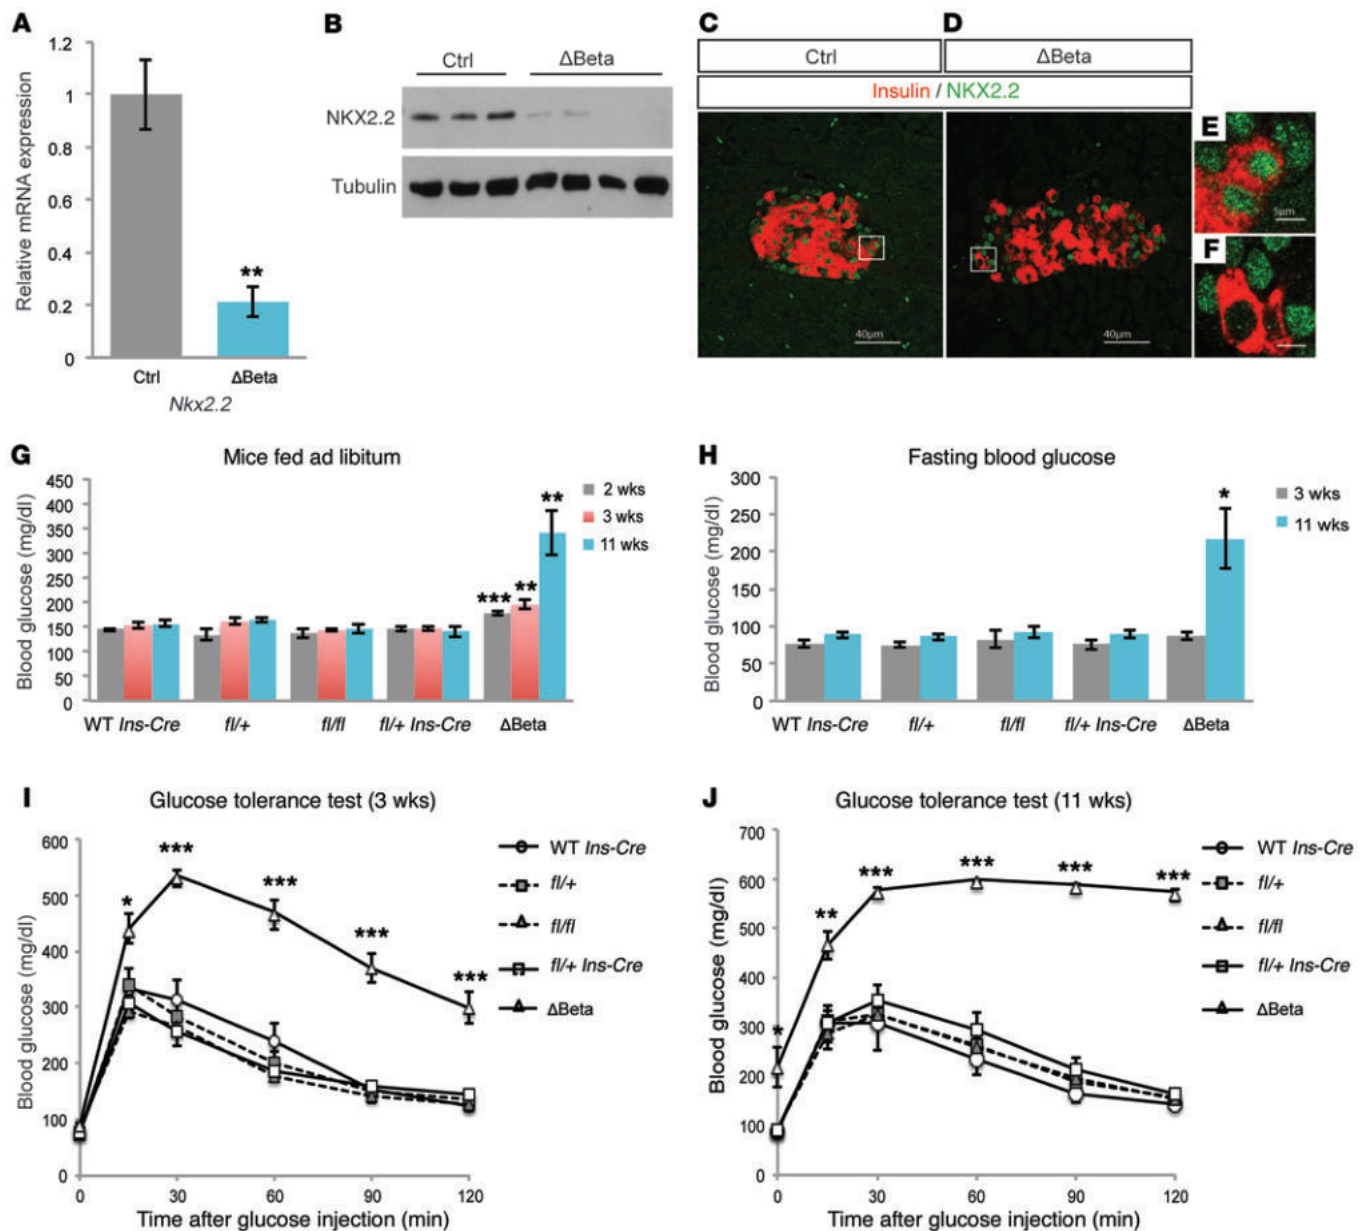 A
1.2
1
0.8
0.6
0.4
0.2
0
Relative mRNA expression
**
Ctrl
ΔBeta
Nkx2.2
B
Ctrl
ΔBeta
NKX2.2
Tubulin
C
D
Ctrl
ΔBeta
Insulin / NKX2.2
40µm
40µm
E
5µm
F
G
Mice fed ad libitum
Blood glucose (mg/dl)
450
400
350
300
250
200
150
100
50
0
***
**
**
2 wks
3 wks
11 wks
WT Ins-Cre
fl/+
fl/fl
fl/+ Ins-Cre
ΔBeta
H
Fasting blood glucose
Blood glucose (mg/dl)
300
250
200
150
100
50
0
*
3 wks
11 wks
WT Ins-Cre
fl/+
fl/fl
fl/+ Ins-Cre
ΔBeta
I
Glucose tolerance test (3 wks)
Blood glucose (mg/dl)
600
500
400
300
200
100
0
*
***
***
***
***
WT Ins-Cre
fl/+
fl/fl
fl/+ Ins-Cre
ΔBeta
0
30
60
90
120
Time after glucose injection (min)
J
Glucose tolerance test (11 wks)
Blood glucose (mg/dl)
700
600
500
400
300
200
100
0
*
**
***
***
***
***
WT Ins-Cre
fl/+
fl/fl
fl/+ Ins-Cre
ΔBeta
0
30
60
90
120
Time after glucose injection (min)